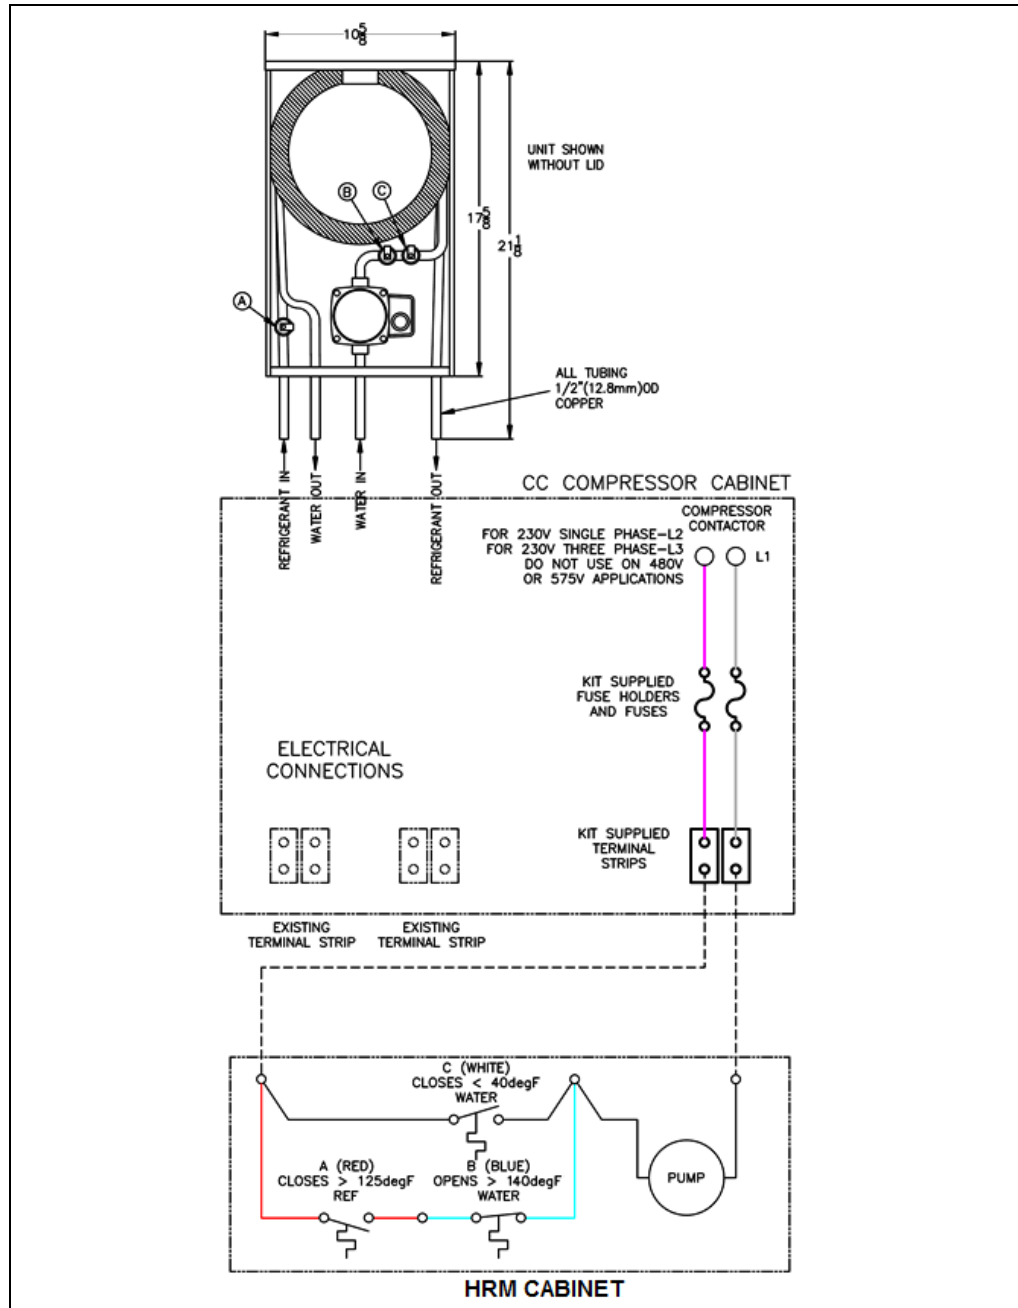 10 5/8
UNIT SHOWN
WITHOUT LID
B
C
17 5/8
21 1/8
A
ALL TUBING
1/2"(12.8mm)OD
COPPER
REFRIGERANT IN
WATER OUT
WATER IN
REFRIGERANT OUT
CC COMPRESSOR CABINET
COMPRESSOR
CONTACTOR
FOR 230V SINGLE PHASE-L2
FOR 230V THREE PHASE-L3
DO NOT USE ON 480V
OR 575V APPLICATIONS
L1
KIT SUPPLIED
FUSE HOLDERS
AND FUSES
ELECTRICAL
CONNECTIONS
KIT SUPPLIED
TERMINAL
STRIPS
EXISTING
TERMINAL STRIP
EXISTING
TERMINAL STRIP
C (WHITE)
CLOSES < 40degF
WATER
A (RED)
CLOSES > 125degF
REF
B (BLUE)
OPENS > 140degF
WATER
PUMP
HRM CABINET